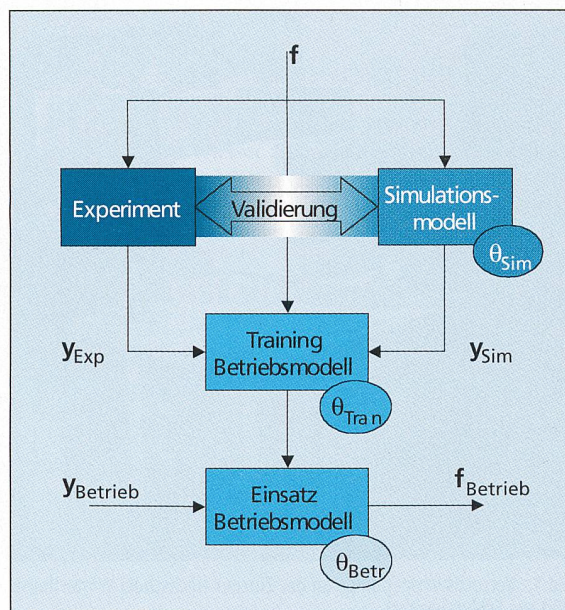 f
Experiment
Validierung
Simulations-
modell
θSim
yExp
Training
Betriebsmodell
ySim
θTran
yBetrieb
Einsatz
Betriebsmodell
fBetrieb
θBetr